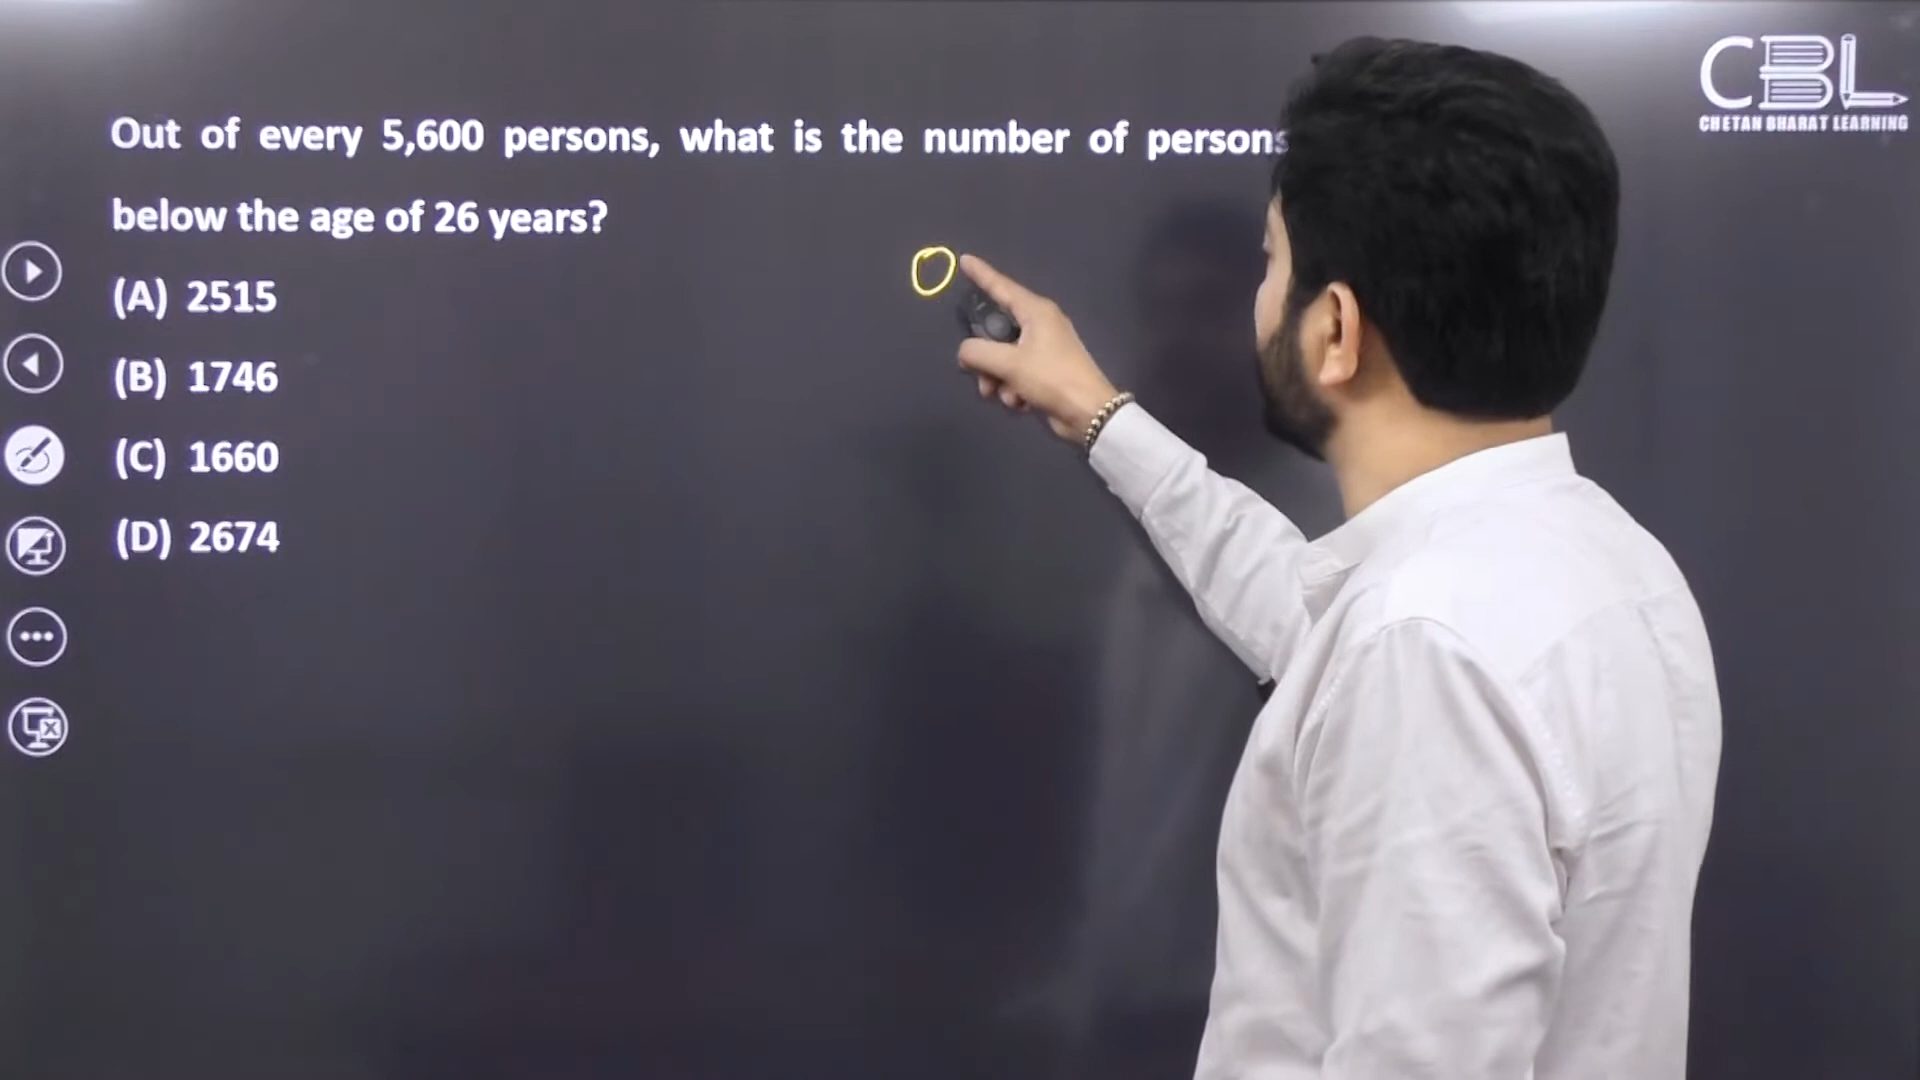 CBL
CHETAN BHARAT LEARNING
Out of every 5,600 persons, what is the number of persons
below the age of 26 years?
(A) 2515
(B) 1746
(C) 1660
(D) 2674